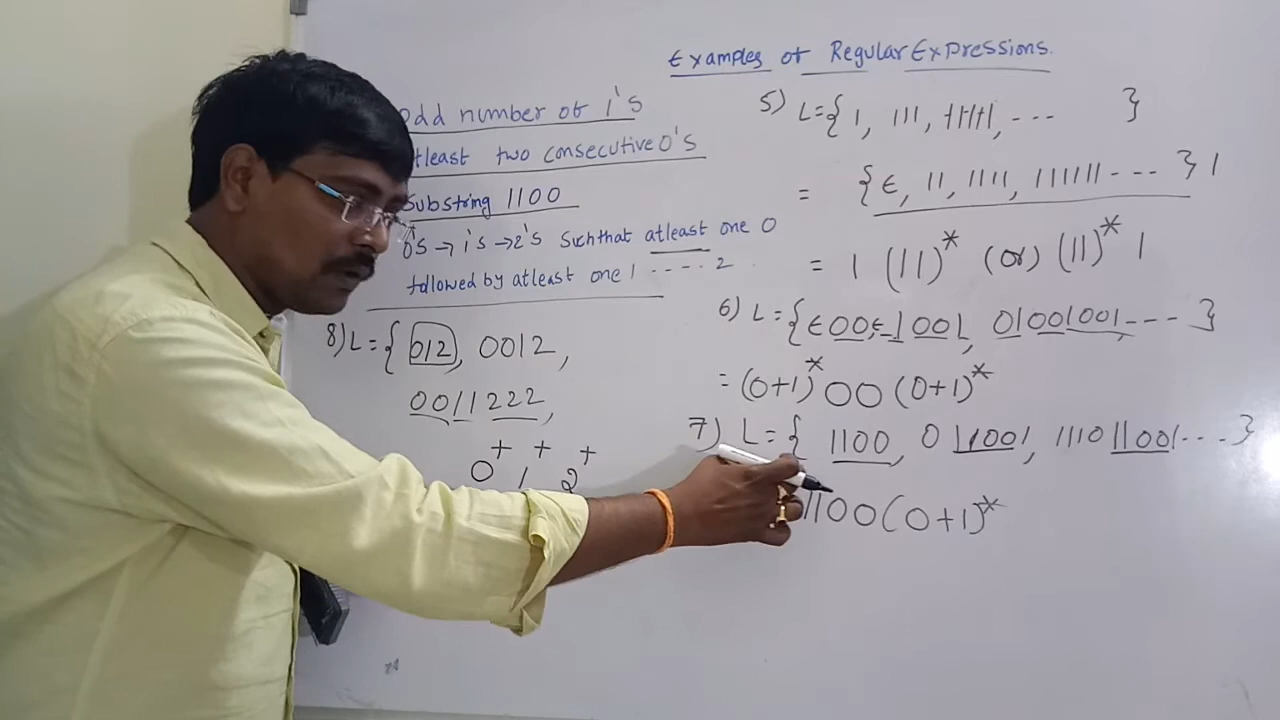 Examples of Regular Expressions.
odd number of 1's
atleast two consecutive 0's
Substring 1100
0's → 1's → 2's such that atleast one 0
followed by atleast one 1 ---- 2
5) L={1, 111, 11111, --- }
= {ϵ, 11, 1111, 111111 --- } 1
= 1 (11)* (or) (11)* 1
6) L={ϵ00ϵ, 1001, 01001001, --- }
= (0+1)* 00 (0+1)*
7) L={ 1100, 011001, 111011001 --- }
1100(0+1)*
8) L={ 012, 0012,
0011222,
0+ 1+ 2+